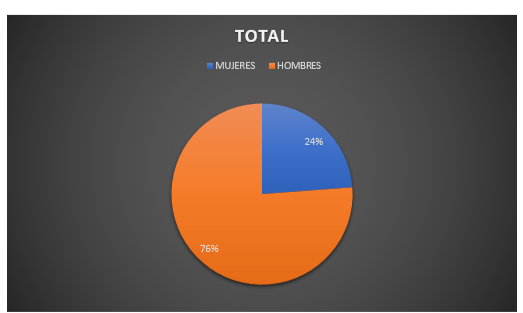 TOTAL
MUJERES HOMBRES
24%
76%